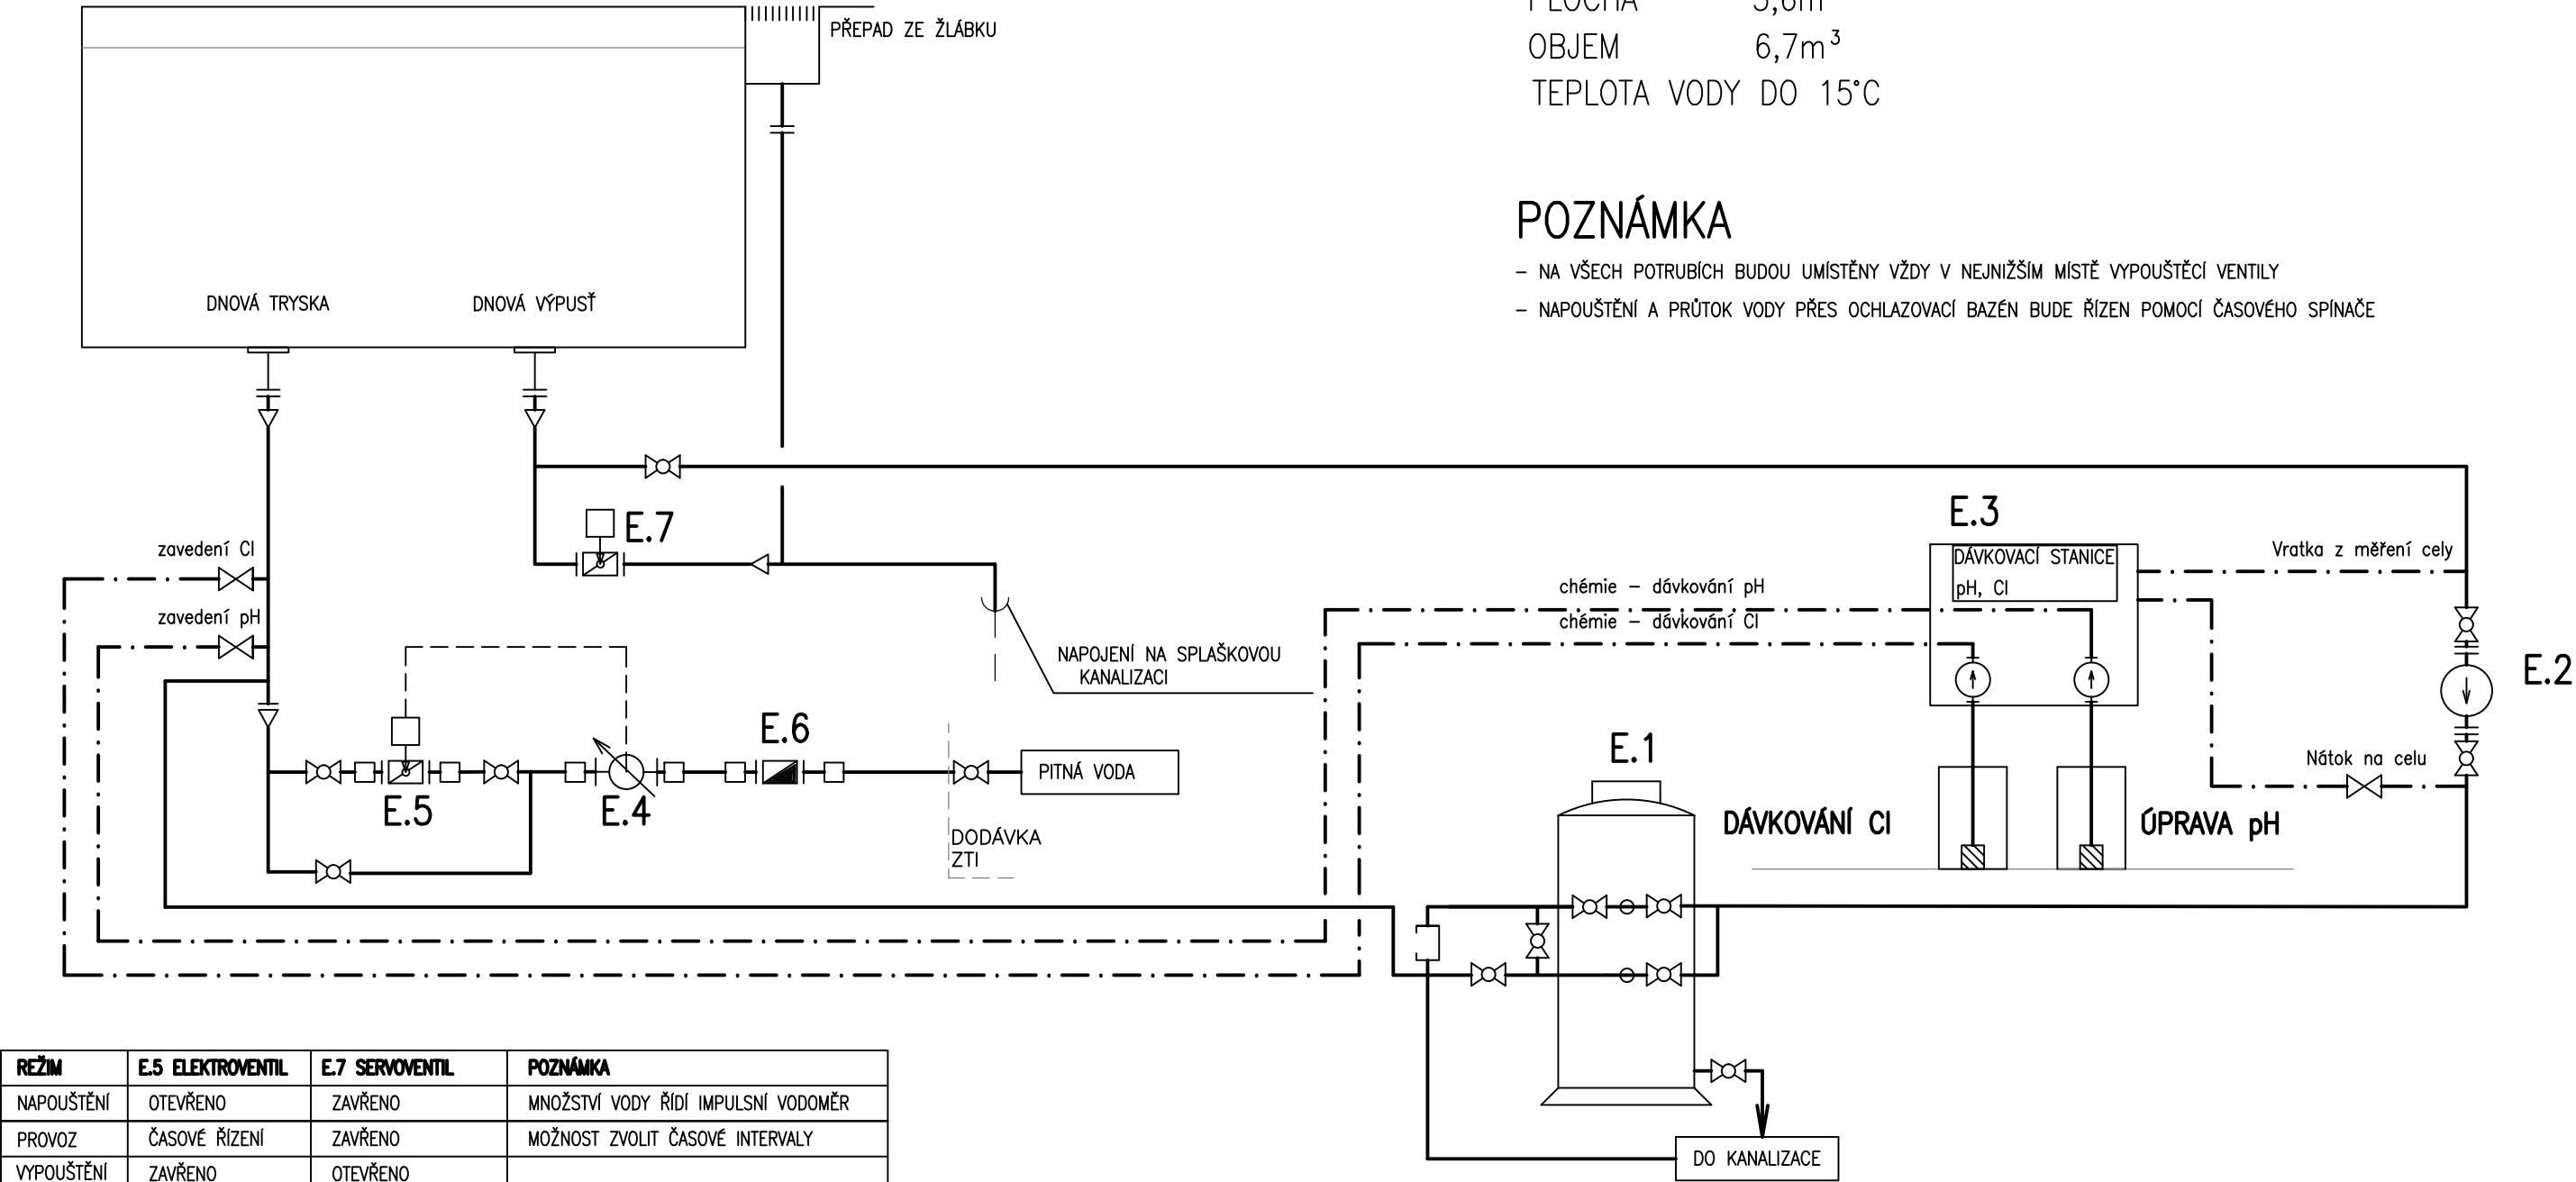 PŘEPAD ZE ŽLÁBKU
OBJEM 6,7m³
TEPLOTA VODY DO 15°C
POZNÁMKA
– NA VŠECH POTRUBÍCH BUDOU UMÍSTĚNY VŽDY V NEJNIŽŠÍM MÍSTĚ VYPOUŠTĚCÍ VENTILY
– NAPOUŠTĚNÍ A PRŮTOK VODY PŘES OCHLAZOVACÍ BAZÉN BUDE ŘÍZEN POMOCÍ ČASOVÉHO SPÍNAČE
DNOVÁ TRYSKA
DNOVÁ VÝPUSŤ
E.7
E.3
DÁVKOVACÍ STANICE
pH, Cl
zavedení Cl
Vratka z měření cely
chémie – dávkování pH
zavedení pH
chémie – dávkování Cl
NAPOJENÍ NA SPLAŠKOVOU
KANALIZACI
E.2
E.6
E.1
PITNÁ VODA
Nátok na celu
E.5
E.4
DODÁVKA
ZTI
DÁVKOVÁNÍ Cl
ÚPRAVA pH
REŽIM E.5 ELEKTROVENTIL E.7 SERVOVENTIL POZNÁMKA
NAPOUŠTĚNÍ OTEVŘENO ZAVŘENO MNOŽSTVÍ VODY ŘÍDÍ IMPULSNÍ VODOMĚR
PROVOZ ČASOVÉ ŘÍZENÍ ZAVŘENO MOŽNOST ZVOLIT ČASOVÉ INTERVALY
VYPOUŠTĚNÍ ZAVŘENO OTEVŘENO
DO KANALIZACE